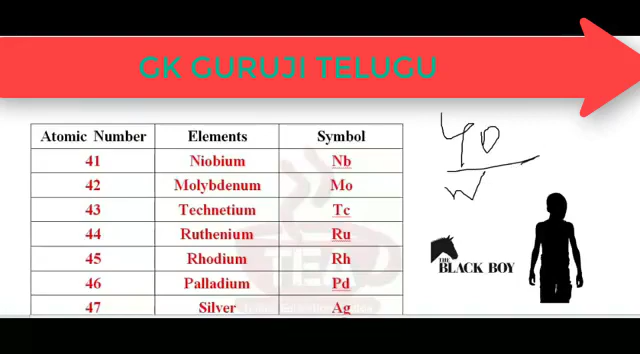 GK GURUJI TELUGU
Atomic Number Elements Symbol
41 Niobium Nb
42 Molybdenum Mo
43 Technetium Tc
44 Ruthenium Ru
45 Rhodium Rh
46 Palladium Pd
47 Silver Ag
40
THE
BLACK BOY
TEA